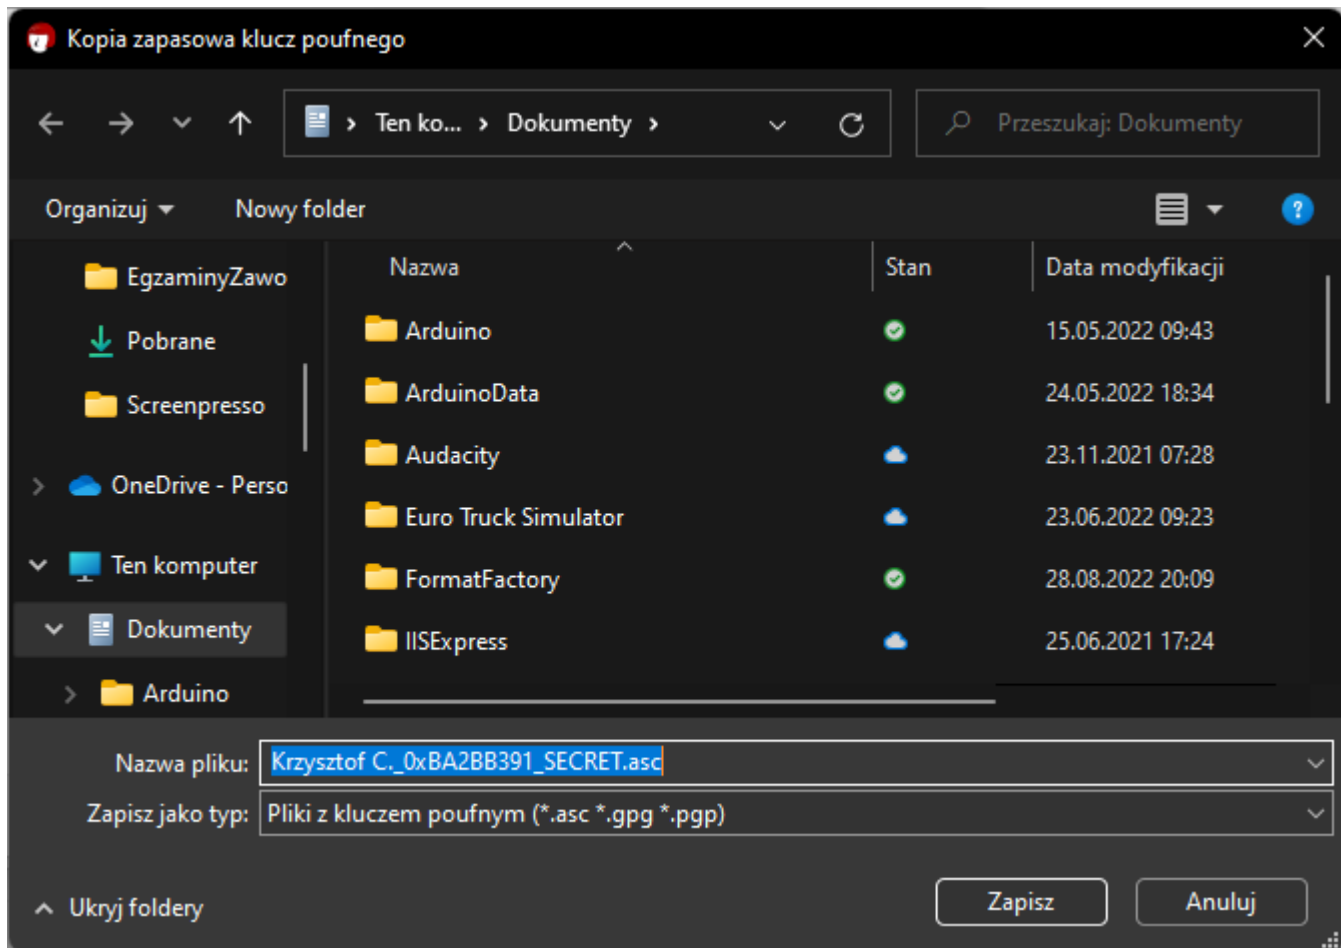 Kopia zapasowa klucz poufnego
Ten ko... Dokumenty
Przeszukaj: Dokumenty
Organizuj Nowy folder
EgzaminyZawo
Pobrane
Screenpresso
OneDrive - Perso
Ten komputer
Dokumenty
Arduino
Nazwa Stan Data modyfikacji
Arduino 15.05.2022 09:43
ArduinoData 24.05.2022 18:34
Audacity 23.11.2021 07:28
Euro Truck Simulator 23.06.2022 09:23
FormatFactory 28.08.2022 20:09
IISExpress 25.06.2021 17:24
Nazwa pliku: Krzysztof C._0xBA2BB391_SECRET.asc
Zapisz jako typ: Pliki z kluczem poufnym (*.asc *.gpg *.pgp)
Ukryj foldery
Zapisz Anuluj